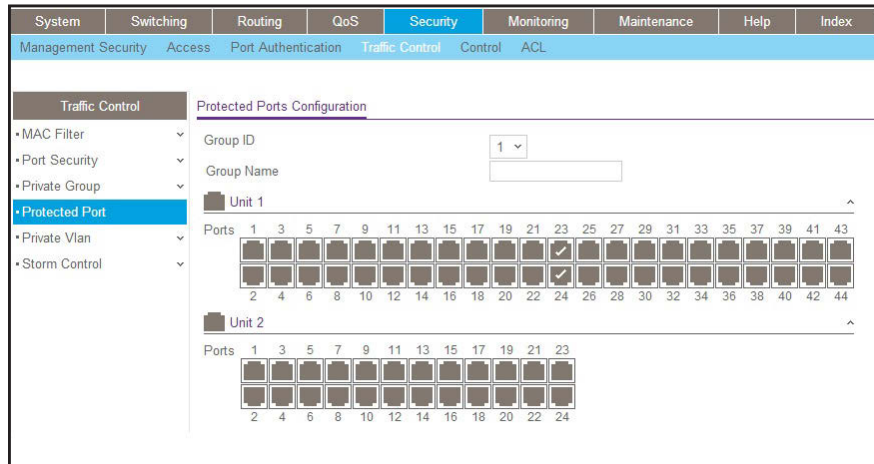 System Switching Routing QoS Security Monitoring Maintenance Help Index
Management Security Access Port Authentication Traffic Control Control ACL
Traffic Control
MAC Filter
Port Security
Private Group
Protected Port
Private Vlan
Storm Control
Protected Ports Configuration
Group ID 1
Group Name
Unit 1
Ports 1 3 5 7 9 11 13 15 17 19 21 23 25 27 29 31 33 35 37 39 41 43
2 4 6 8 10 12 14 16 18 20 22 24 26 28 30 32 34 36 38 40 42 44
Unit 2
Ports 1 3 5 7 9 11 13 15 17 19 21 23
2 4 6 8 10 12 14 16 18 20 22 24